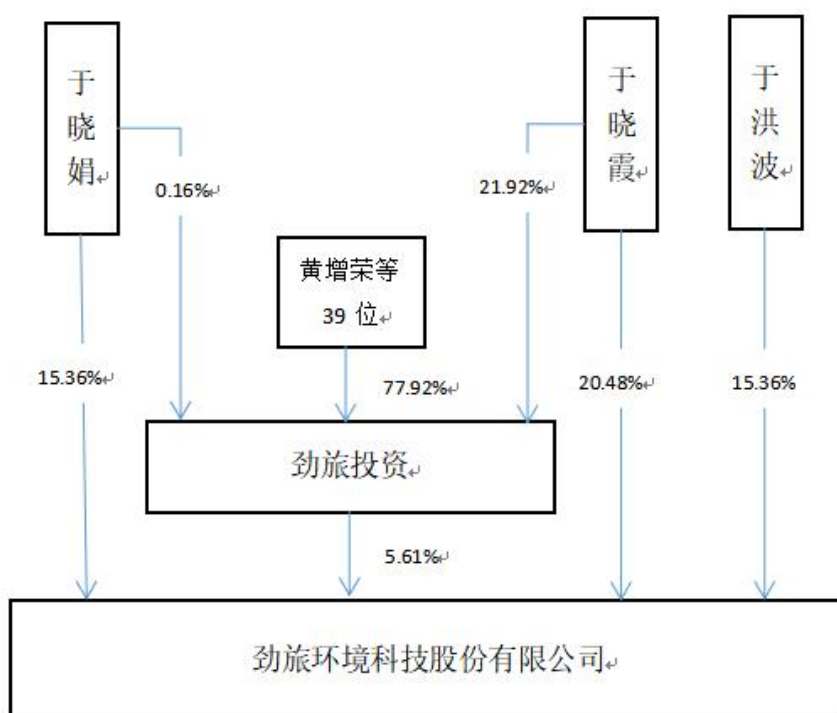 于晓娟
于晓霞
于洪波
0.16%
21.92%
黄增荣等
39 位
15.36%
77.92%
20.48%
15.36%
劲旅投资
5.61%
劲旅环境科技股份有限公司